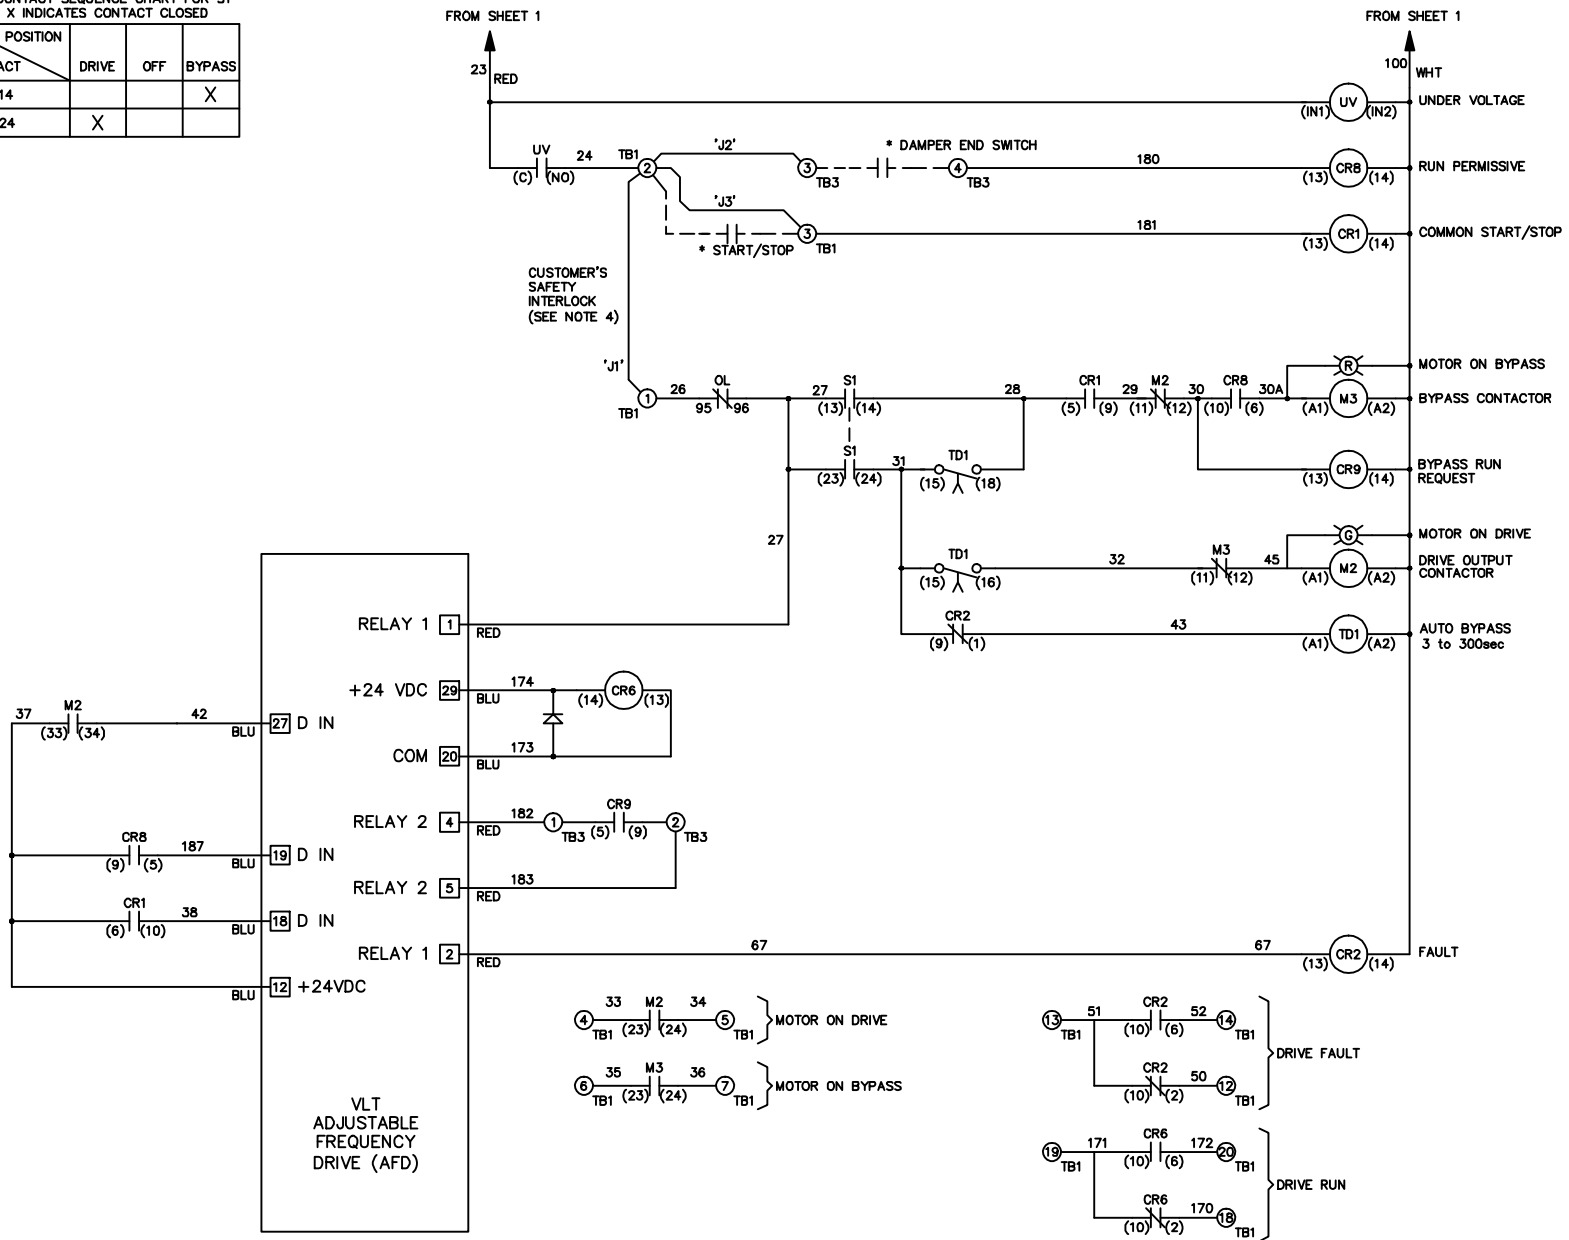 X INDICATES CONTACT CLOSED
POSITION
ACT
DRIVE
OFF
BYPASS
14
X
24
X
FROM SHEET 1
FROM SHEET 1
23
RED
100
WHT
(IN1)
UV
(IN2)
UNDER VOLTAGE
UV
(C)
(NO)
24
TB1
2
'J2'
3
TB3
* DAMPER END SWITCH
4
TB3
180
(13)
CR8
(14)
RUN PERMISSIVE
'J3'
* START/STOP
3
TB1
181
(13)
CR1
(14)
COMMON START/STOP
CUSTOMER'S
SAFETY
INTERLOCK
(SEE NOTE 4)
'J1'
R
MOTOR ON BYPASS
1
TB1
26
OL
95
96
27
S1
(13)
(14)
28
CR1
(5)
(9)
29
M2
(11)
(12)
30
CR8
(10)
(6)
30A
(A1)
M3
(A2)
BYPASS CONTACTOR
S1
(23)
(24)
31
TD1
(15)
(18)
(13)
CR9
(14)
BYPASS RUN
REQUEST
27
G
MOTOR ON DRIVE
TD1
(15)
(16)
32
M3
(11)
(12)
45
(A1)
M2
(A2)
DRIVE OUTPUT
CONTACTOR
CR2
(9)
(1)
43
(A1)
TD1
(A2)
AUTO BYPASS
3 to 300sec
RELAY 1
1
RED
+24 VDC
29
BLU
174
(14)
CR6
(13)
37
M2
(33)
(34)
42
BLU
27
D IN
COM
20
BLU
173
RELAY 2
4
RED
182
1
TB3
CR9
(5)
(9)
2
TB3
CR8
(9)
(5)
187
BLU
19
D IN
RELAY 2
5
RED
183
CR1
(6)
(10)
38
BLU
18
D IN
RELAY 1
2
RED
67
67
(13)
CR2
(14)
FAULT
BLU
12
+24VDC
4
TB1
33
M2
(23)
(24)
34
5
TB1
MOTOR ON DRIVE
13
TB1
51
CR2
(10)
(6)
52
14
TB1
DRIVE FAULT
6
TB1
35
M3
(23)
(24)
36
7
TB1
MOTOR ON BYPASS
CR2
(10)
(2)
50
12
TB1
VLT
ADJUSTABLE
FREQUENCY
DRIVE (AFD)
19
TB1
171
CR6
(10)
(6)
172
20
TB1
DRIVE RUN
CR6
(10)
(2)
170
18
TB1